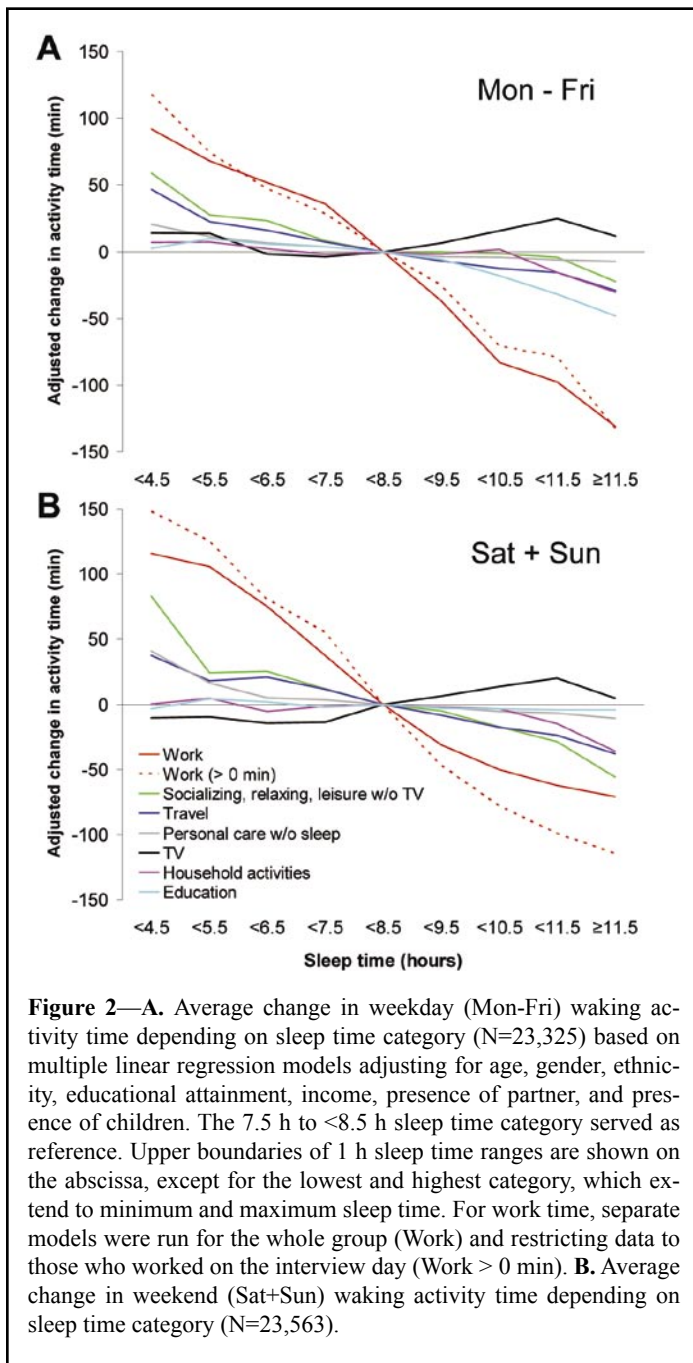 A
Mon - Fri
Adjusted change in activity time (min)
150
100
50
0
-50
-100
-150
<4.5 <5.5 <6.5 <7.5 <8.5 <9.5 <10.5 <11.5 ≥11.5
B
Sat + Sun
Adjusted change in activity time (min)
150
100
50
0
-50
-100
-150
Work
Work (> 0 min)
Socializing, relaxing, leisure w/o TV
Travel
Personal care w/o sleep
TV
Household activities
Education
<4.5 <5.5 <6.5 <7.5 <8.5 <9.5 <10.5 <11.5 ≥11.5
Sleep time (hours)
Figure 2—A. Average change in weekday (Mon-Fri) waking ac-
tivity time depending on sleep time category (N=23,325) based on
multiple linear regression models adjusting for age, gender, ethnic-
ity, educational attainment, income, presence of partner, and pres-
ence of children. The 7.5 h to <8.5 h sleep time category served as
reference. Upper boundaries of 1 h sleep time ranges are shown on
the abscissa, except for the lowest and highest category, which ex-
tend to minimum and maximum sleep time. For work time, separate
models were run for the whole group (Work) and restricting data to
those who worked on the interview day (Work > 0 min). B. Average
change in weekend (Sat+Sun) waking activity time depending on
sleep time category (N=23,563).